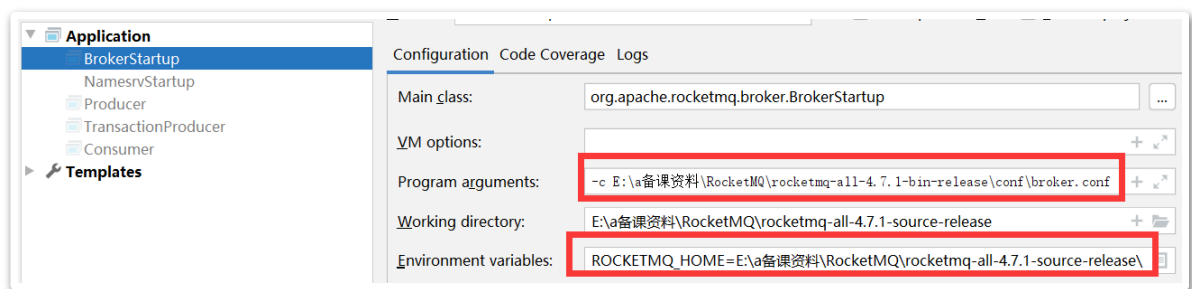 Application
BrokerStartup
NamesrvStartup
Producer
TransactionProducer
Consumer
Templates
Configuration Code Coverage Logs
Main class: org.apache.rocketmq.broker.BrokerStartup ...
VM options:
Program arguments: -c E:\a备课资料\RocketMQ\rocketmq-all-4.7.1-bin-release\conf\broker.conf
Working directory: E:\a备课资料\RocketMQ\rocketmq-all-4.7.1-source-release
Environment variables: ROCKETMQ_HOME=E:\a备课资料\RocketMQ\rocketmq-all-4.7.1-source-release\